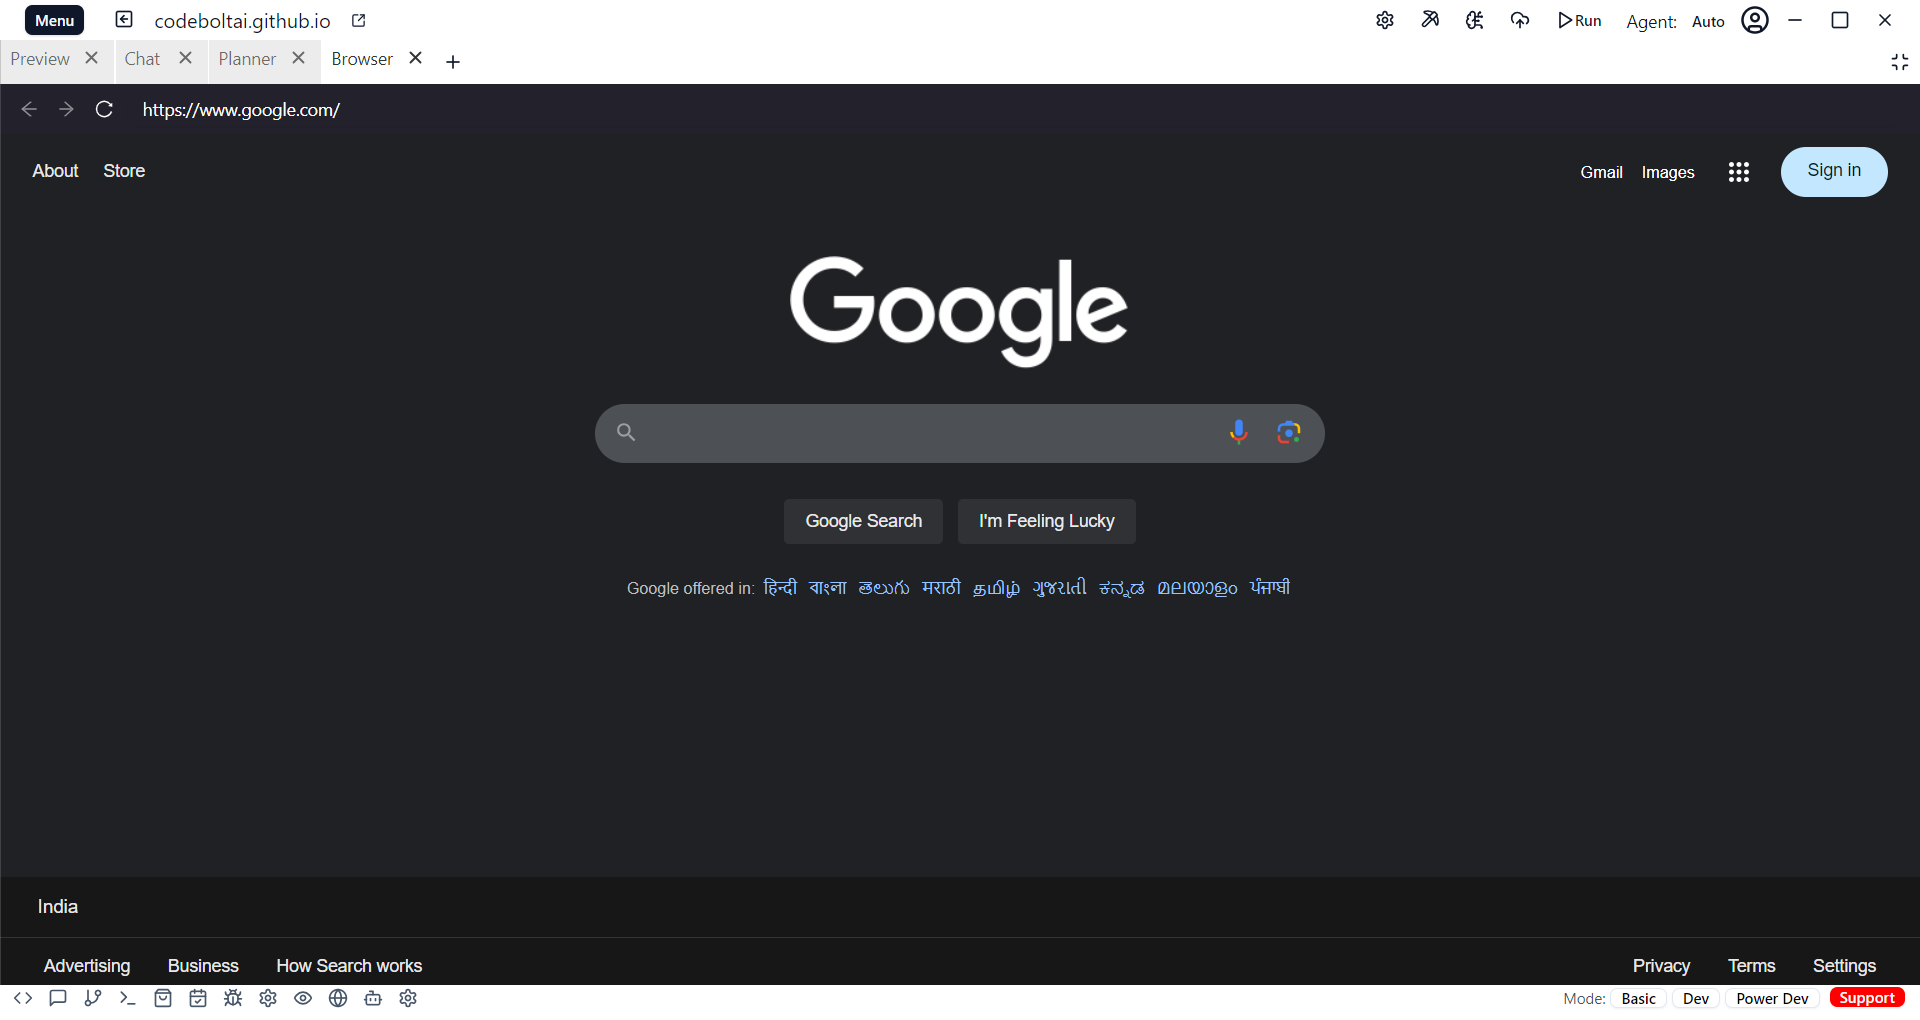 Menu codeboltai.github.io Run Agent: Auto
Preview Chat Planner Browser
https://www.google.com/
About Store Gmail Images Sign in
Google
Google Search I'm Feeling Lucky
Google offered in: हिन्दी বাংলা తెలుగు मराठी தமிழ் ગુજરાતી ಕನ್ನಡ മലയാളം ਪੰਜਾਬੀ
India
Advertising Business How Search works Privacy Terms Settings
Mode: Basic Dev Power Dev Support